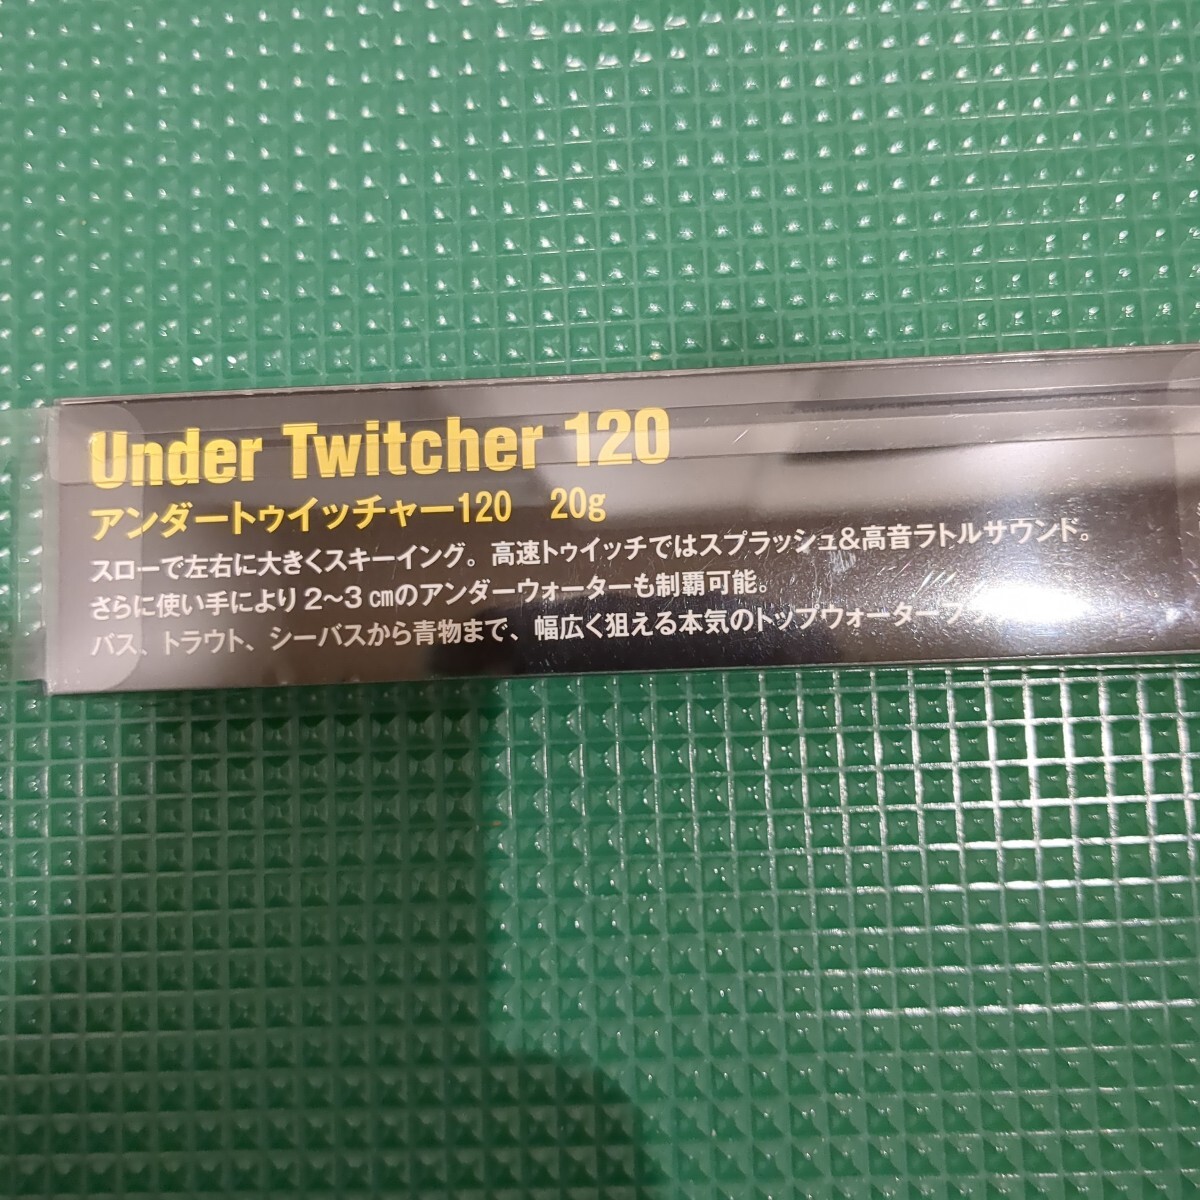 Under Twitcher 120
アンダートゥイッチャー120　20g
スローで左右に大きくスキーイング。高速トゥイッチではスプラッシュ&高音ラトルサウンド。
さらに使い手により2〜3㎝のアンダーウォーターも制覇可能。
バス、トラウト、シーバスから青物まで、幅広く狙える本気のトップウォーター